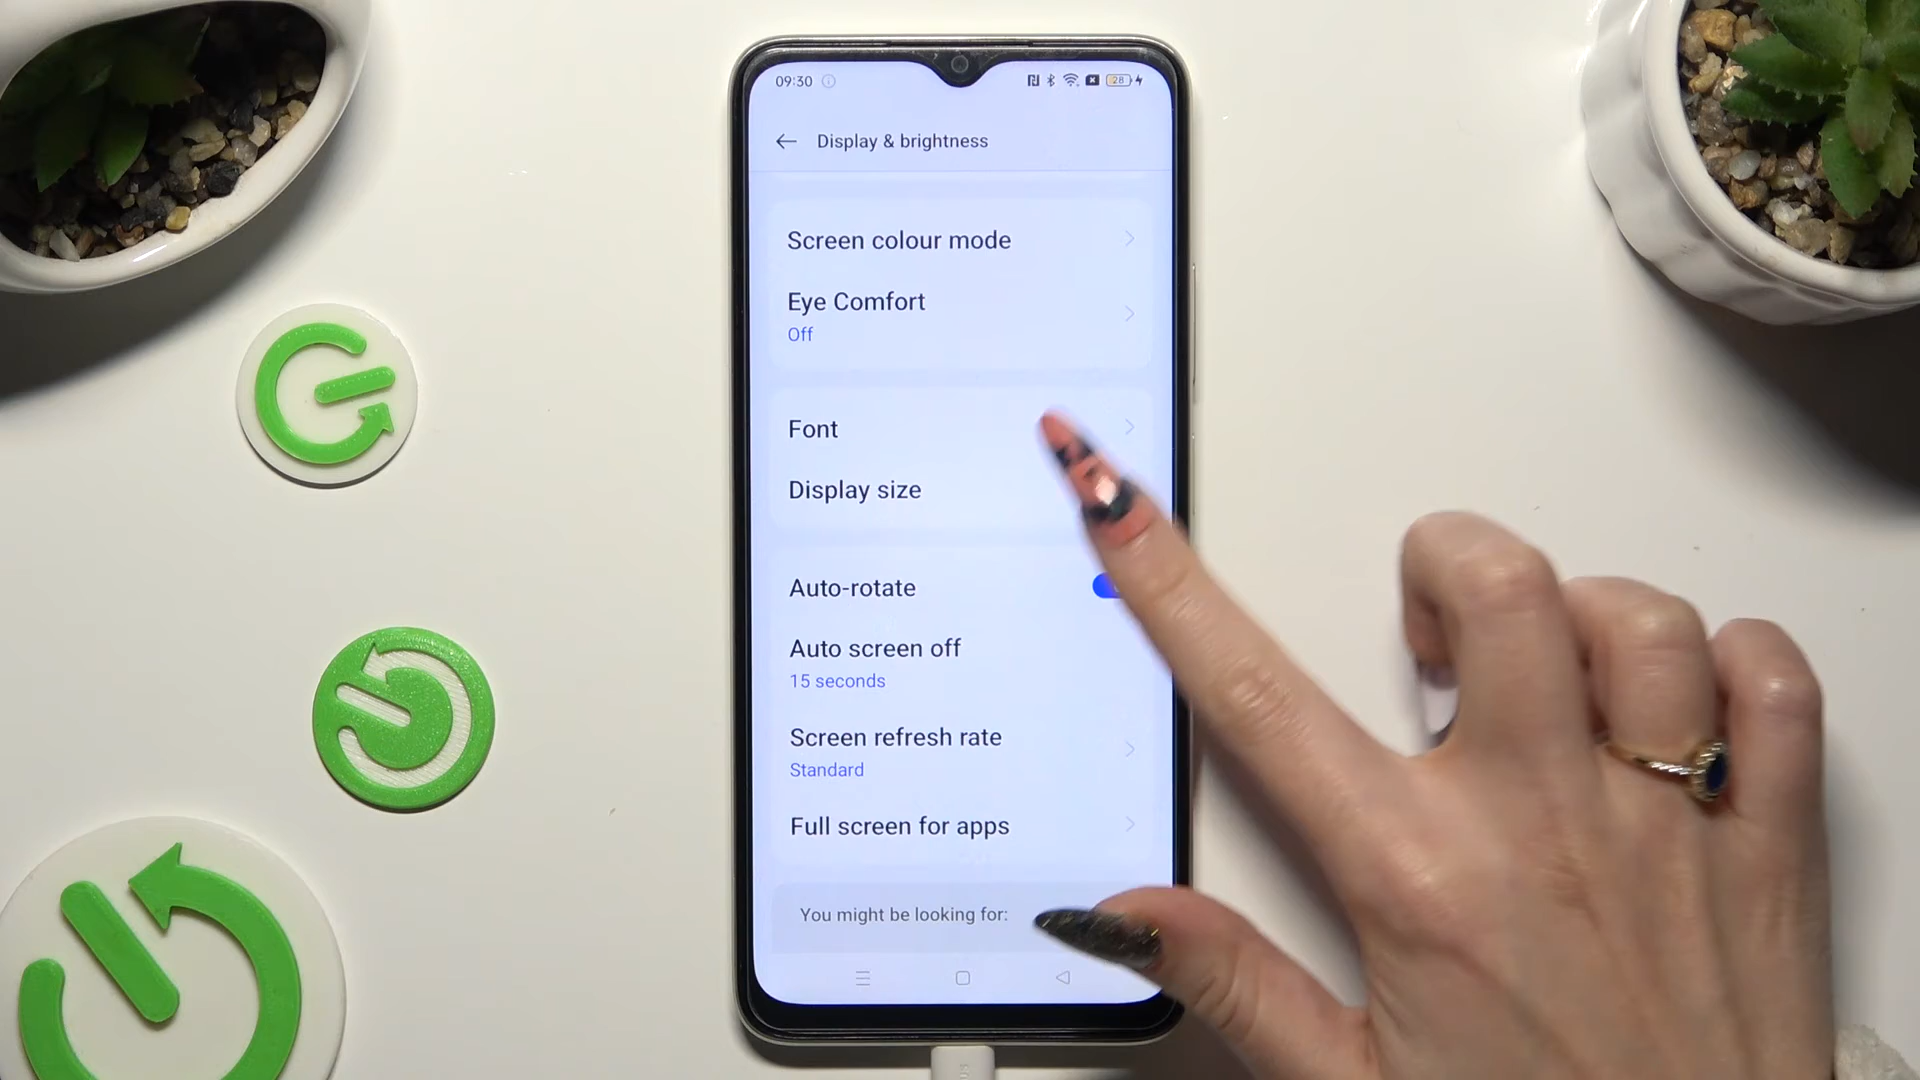 09:30 28
Display & brightness
Screen colour mode
Eye Comfort
Off
Font
Display size
Auto-rotate
Auto screen off
15 seconds
Screen refresh rate
Standard
Full screen for apps
You might be looking for: